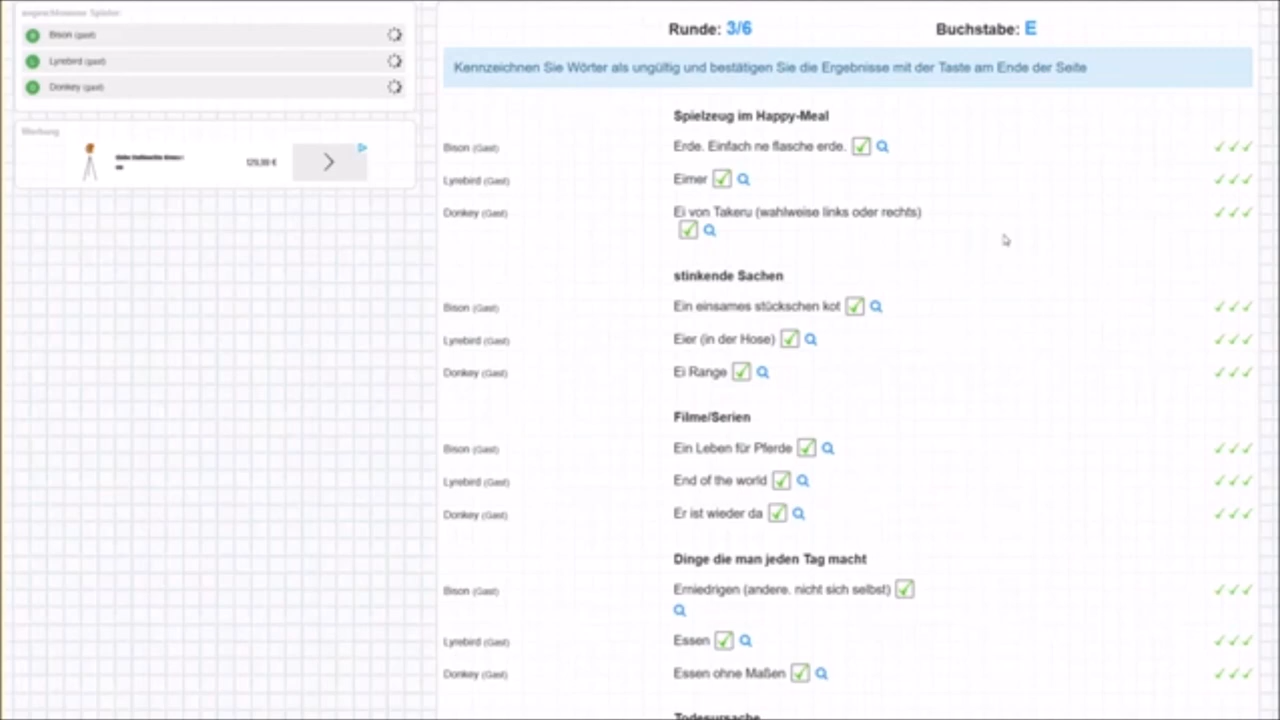 angeschlossene Spieler:
Bison (gast)
Lyrebird (gast)
Donkey (gast)
Werbung
129,99 €
Runde: 3/6
Buchstabe: E
Kennzeichnen Sie Wörter als ungültig und bestätigen Sie die Ergebnisse mit der Taste am Ende der Seite
Spielzeug im Happy-Meal
Bison (Gast)
Erde. Einfach ne flasche erde.
Lyrebird (Gast)
Eimer
Donkey (Gast)
Ei von Takeru (wahlweise links oder rechts)
stinkende Sachen
Bison (Gast)
Ein einsames stückschen kot
Lyrebird (Gast)
Eier (in der Hose)
Donkey (Gast)
Ei Range
Filme/Serien
Bison (Gast)
Ein Leben für Pferde
Lyrebird (Gast)
End of the world
Donkey (Gast)
Er ist wieder da
Dinge die man jeden Tag macht
Bison (Gast)
Erniedrigen (andere. nicht sich selbst)
Lyrebird (Gast)
Essen
Donkey (Gast)
Essen ohne Maßen
Todesursache